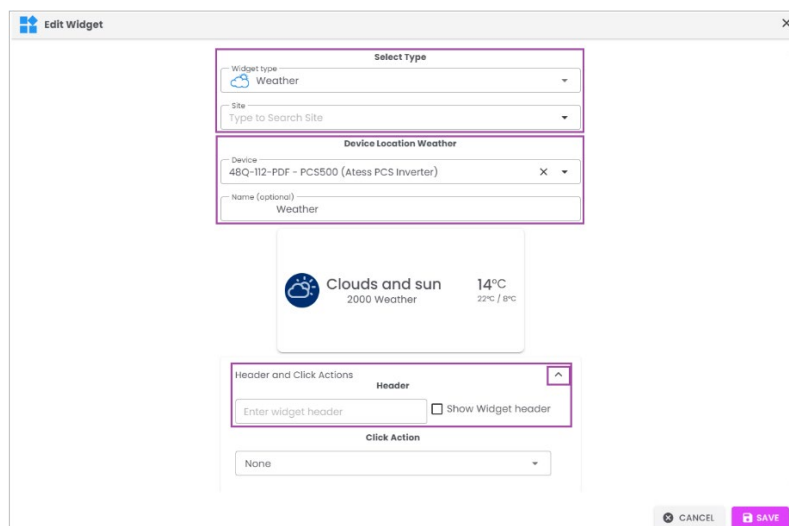 Edit Widget
Select Type
Widget type
Weather
Site
Type to Search Site
Device Location Weather
Device
48Q-112-PDF - PCS500 (Atess PCS Inverter)
Name (optional)
Weather
Clouds and sun
2000 Weather
14°C
22°C / 8°C
Header and Click Actions
Header
Enter widget header
Show Widget header
Click Action
None
CANCEL
SAVE